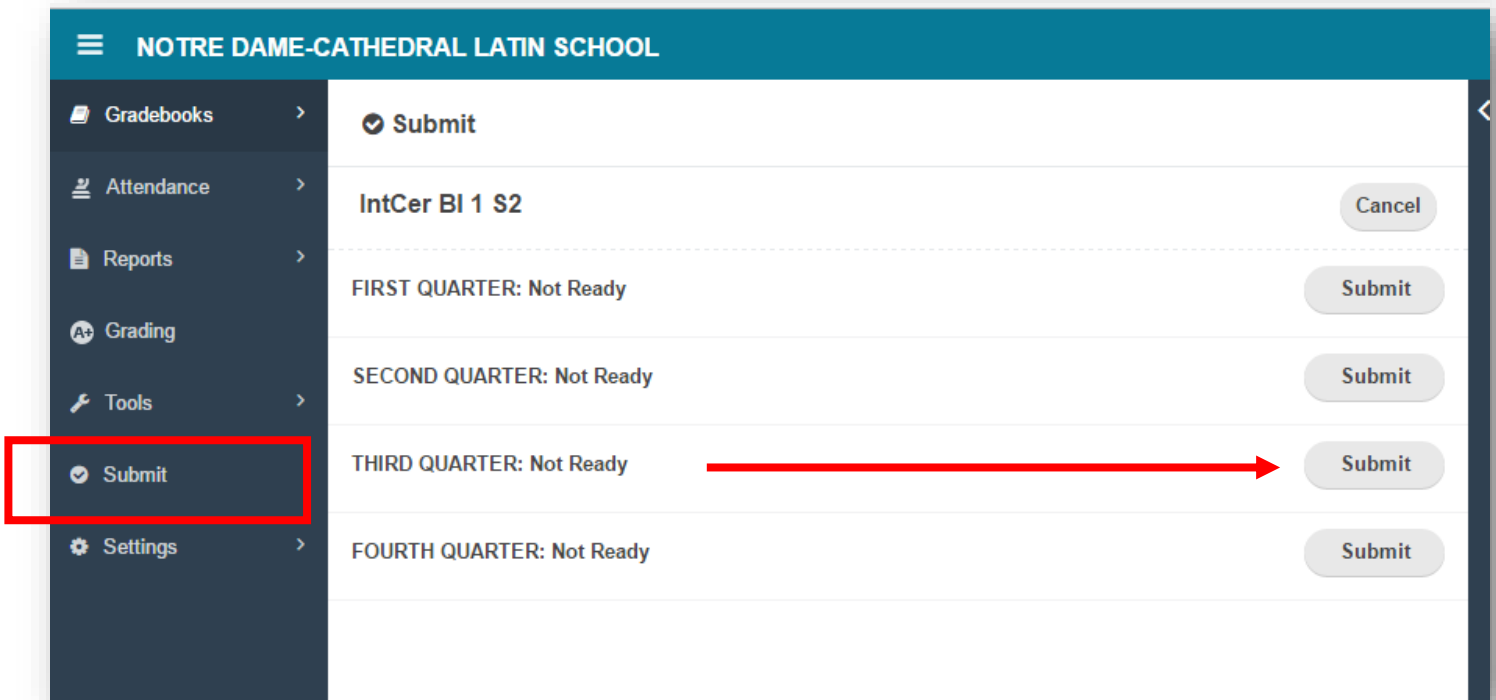 NOTRE DAME-CATHEDRAL LATIN SCHOOL
Gradebooks
Attendance
Reports
A+ Grading
Tools
Submit
Settings
Submit
IntCer BI 1 S2
Cancel
FIRST QUARTER: Not Ready
Submit
SECOND QUARTER: Not Ready
Submit
THIRD QUARTER: Not Ready
Submit
FOURTH QUARTER: Not Ready
Submit